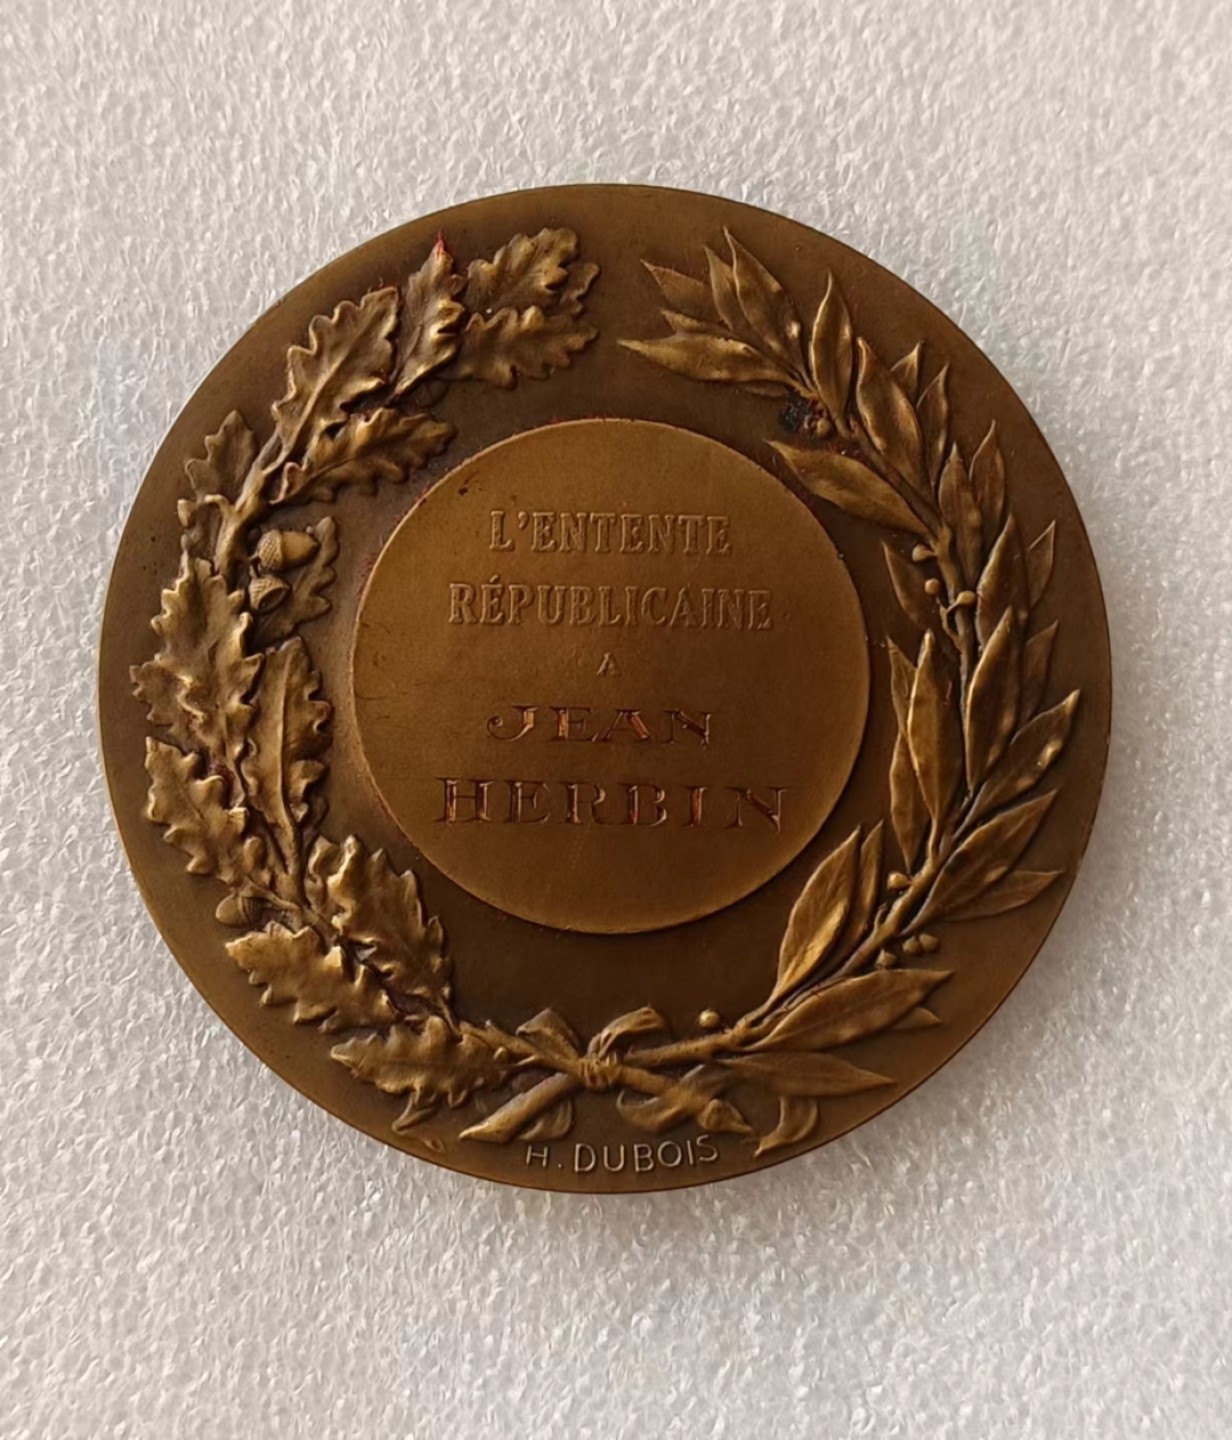 L'ENTENTE
RÉPUBLICAINE
A
JEAN
HERBIN
H. DUBOIS